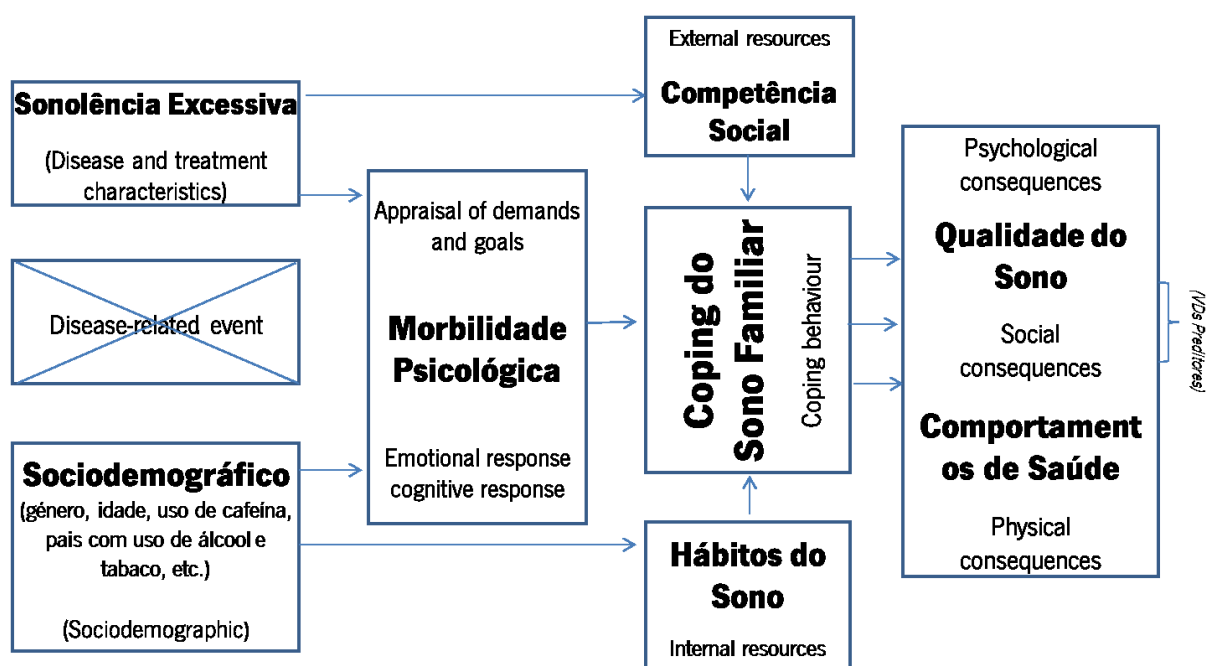 Sonolência Excessiva
(Disease and treatment
characteristics)
Disease-related event
Sociodemográfico
(género, idade, uso de cafeína,
pais com uso de álcool e
tabaco, etc.)
(Sociodemographic)
Appraisal of demands
and goals
Morbilidade
Psicológica
Emotional response
cognitive response
External resources
Competência
Social
Coping do
Sono Familiar
Coping behaviour
Hábitos do
Sono
Internal resources
Psychological
consequences
Qualidade do
Sono
Social
consequences
Comportament
os de Saúde
Physical
consequences
(VDs Preditores)